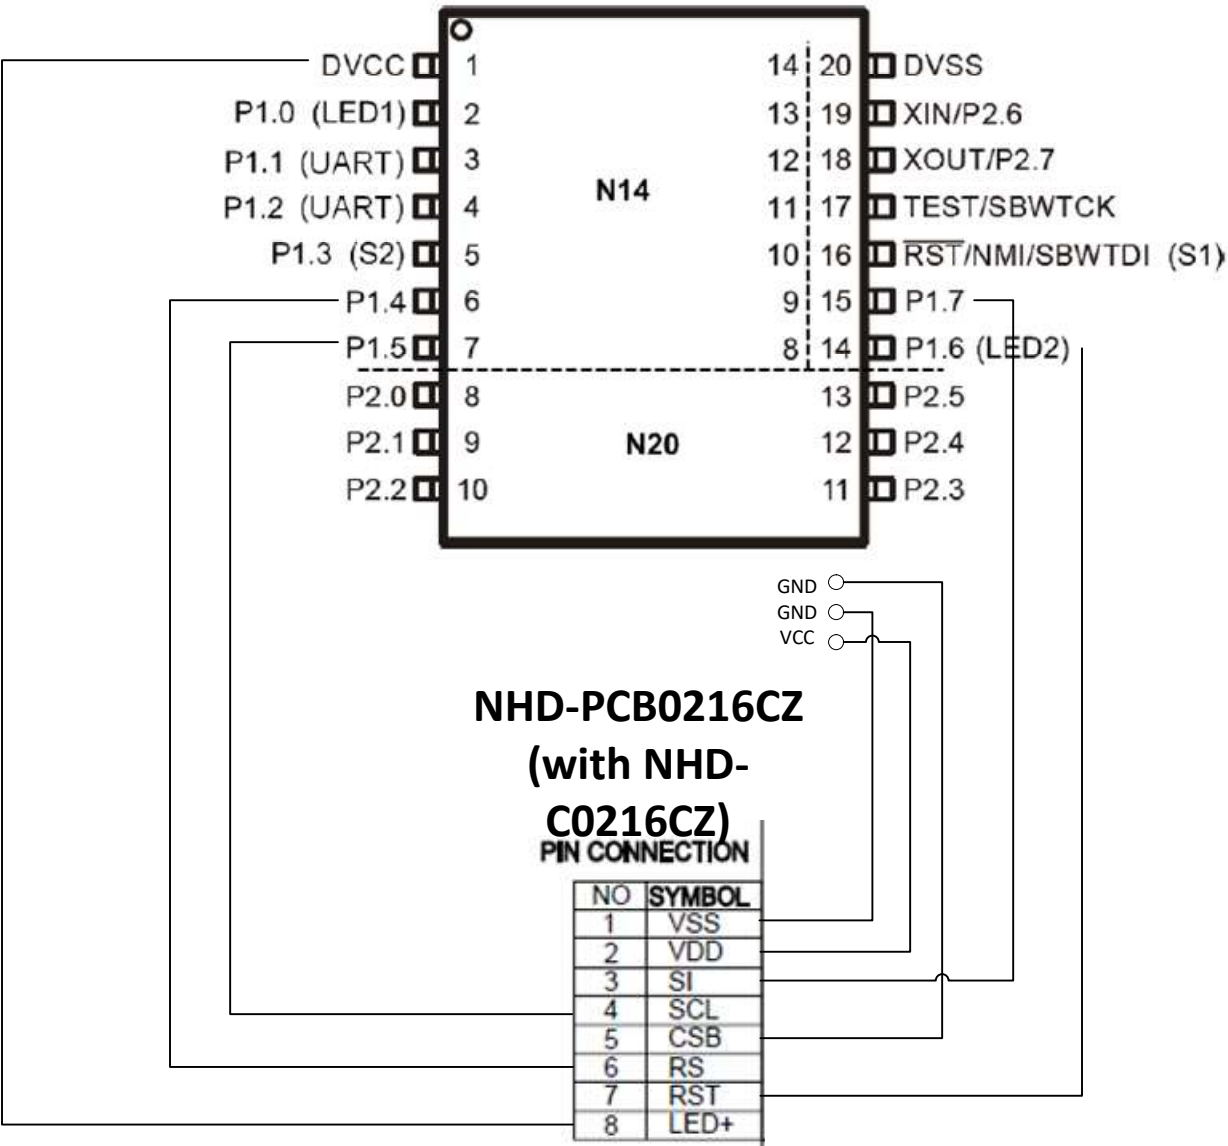 DVCC 1 14 20 DVSS
P1.0 (LED1) 2 13 19 XIN/P2.6
P1.1 (UART) 3 12 18 XOUT/P2.7
P1.2 (UART) 4 11 17 TEST/SBWTCK
P1.3 (S2) 5 10 16 RST/NMI/SBWTDI (S1)
P1.4 6 9 15 P1.7
P1.5 7 8 14 P1.6 (LED2)
P2.0 8 13 P2.5
P2.1 9 12 P2.4
P2.2 10 11 P2.3
N14
N20
GND
GND
VCC
NHD-PCB0216CZ
(with NHD-
C0216CZ)
PIN CONNECTION
NO SYMBOL
1 VSS
2 VDD
3 SI
4 SCL
5 CSB
6 RS
7 RST
8 LED+